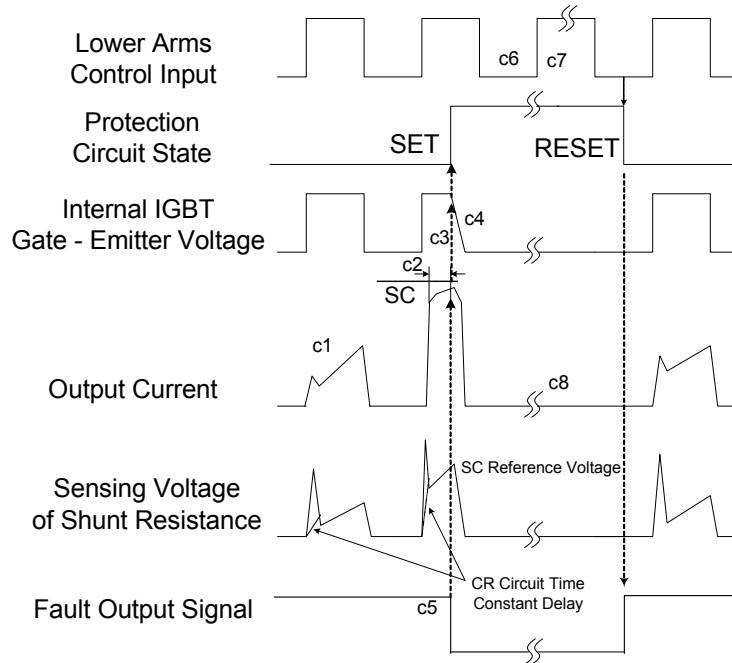 Lower Arms
Control Input
c6
c7
Protection
Circuit State
SET
RESET
Internal IGBT
Gate - Emitter Voltage
c4
c3
c2
SC
c1
Output Current
c8
SC Reference Voltage
Sensing Voltage
of Shunt Resistance
CR Circuit Time
Constant Delay
Fault Output Signal
c5